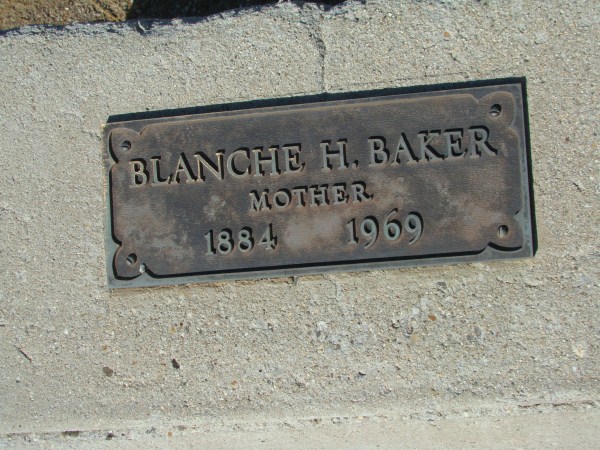 BLANCHE H. BAKER
MOTHER
1884 1969